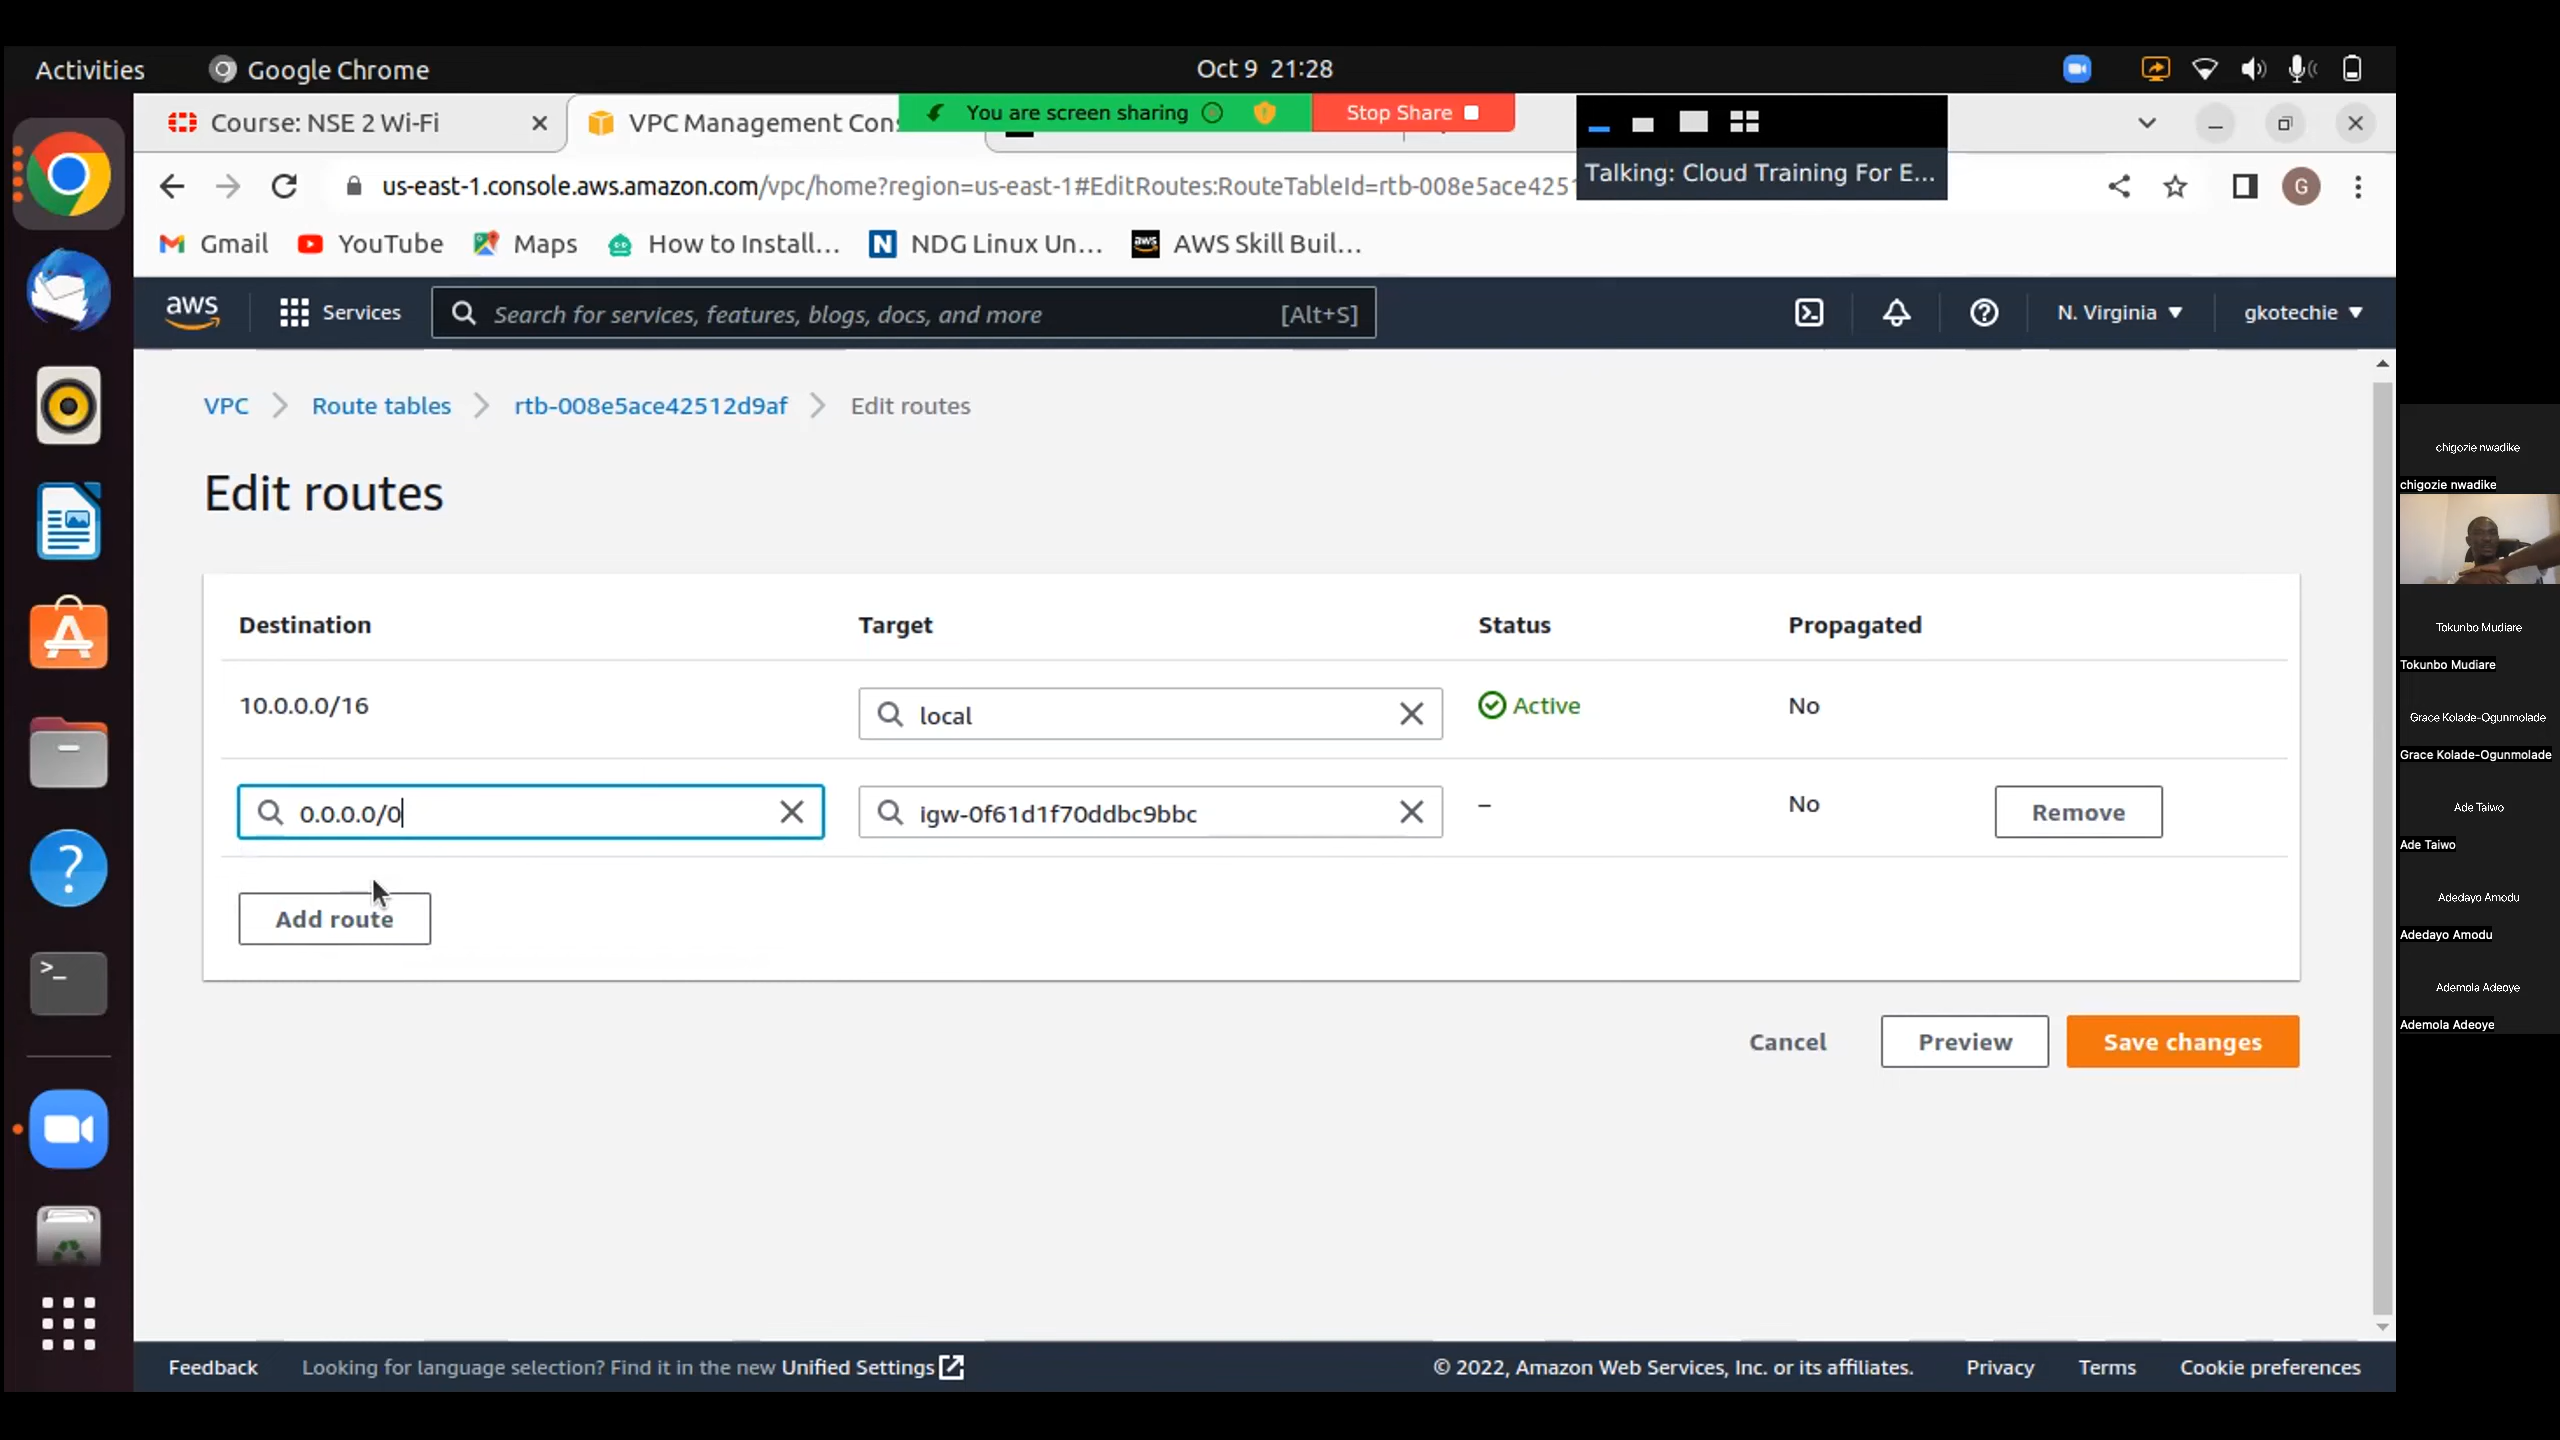 Activities
Google Chrome
Oct 9 21:28
Course: NSE 2 Wi-Fi
VPC Management Con
You are screen sharing
Stop Share
Talking: Cloud Training For E...
us-east-1.console.aws.amazon.com/vpc/home?region=us-east-1#EditRoutes:RouteTableId=rtb-008e5ace4251
G
Gmail
YouTube
Maps
How to Install...
N NDG Linux Un...
aws AWS Skill Buil...
aws
Services
Search for services, features, blogs, docs, and more
[Alt+S]
N. Virginia
gkotechie
VPC
Route tables
rtb-008e5ace42512d9af
Edit routes
Edit routes
Destination Target Status Propagated
10.0.0.0/16 local Active No
0.0.0.0/0 igw-0f61d1f70ddbc9bbc – No Remove
Add route
Cancel Preview Save changes
Feedback
Looking for language selection? Find it in the new Unified Settings
© 2022, Amazon Web Services, Inc. or its affiliates.
Privacy
Terms
Cookie preferences
chigozie nwadike
chigozie nwadike
Tokunbo Mudiare
Tokunbo Mudiare
Grace Kolade-Ogunmolade
Grace Kolade-Ogunmolade
Ade Taiwo
Ade Taiwo
Adedayo Amodu
Adedayo Amodu
Ademola Adeoye
Ademola Adeoye